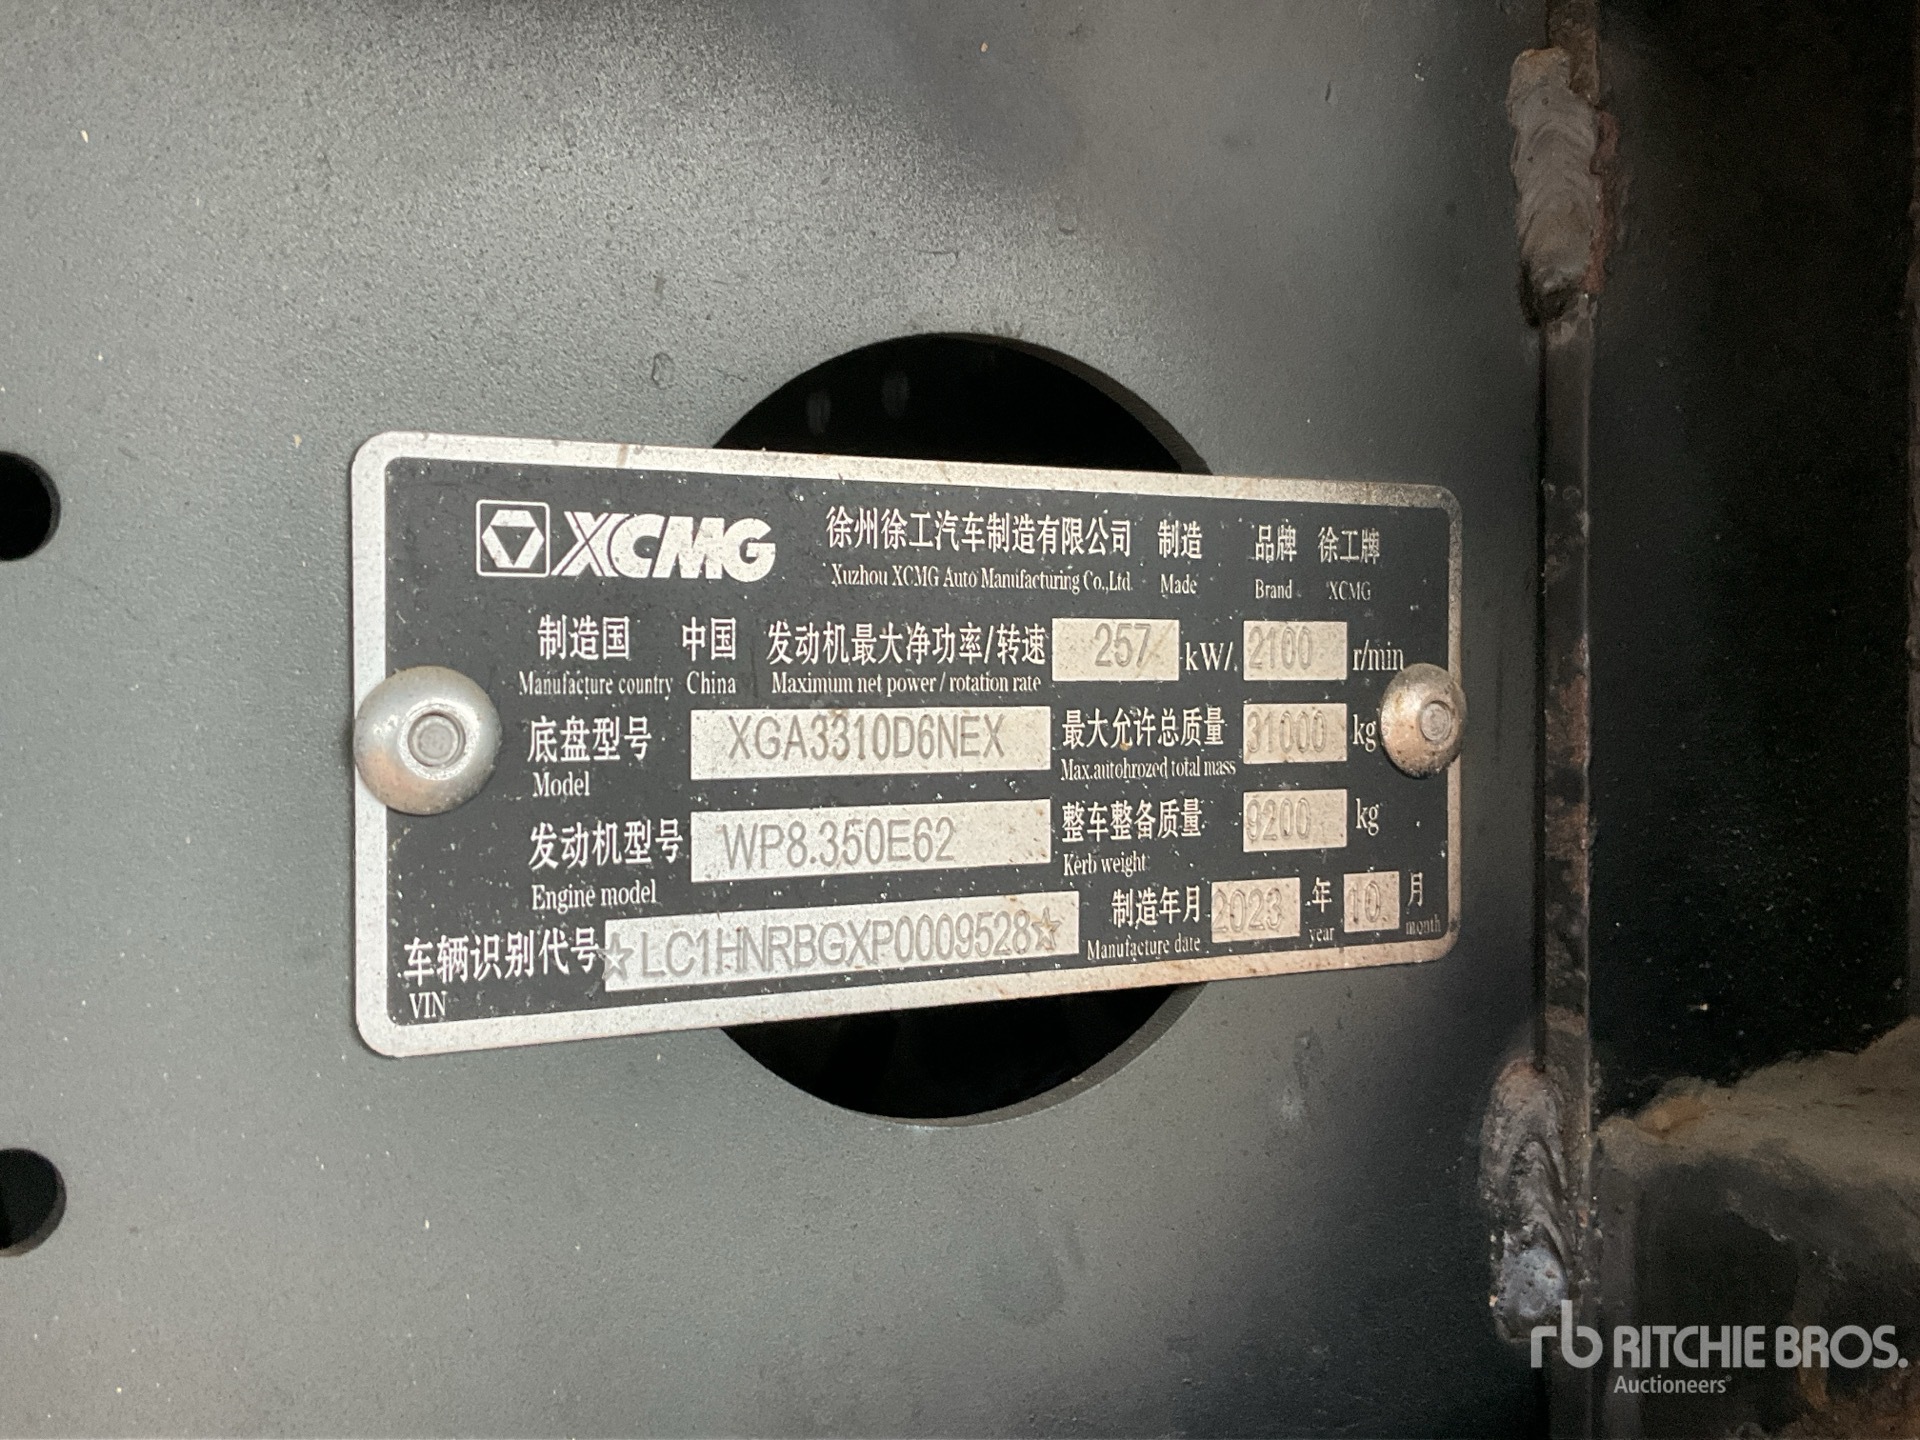 XCMG 徐州徐工汽车制造有限公司 制造 品牌 徐工牌
Xuzhou XCMG Auto Manufacturing Co.,Ltd. Made Brand XCMG
制造国 中国 发动机最大净功率/转速 257 kW/ 2100 r/min
Manufacture country China Maximum net power / rotation rate
底盘型号 XGA3310D6NEX 最大允许总质量 31000 kg
Model Max.autohrozed total mass
发动机型号 WP8.350E62 整车整备质量 9200 kg
Engine model Kerb weight
车辆识别代号 ☆LC1HNRBGXP0009528☆ 制造年月 2023 年 10 月
VIN Manufacture date year month
rb RITCHIE BROS.
Auctioneers